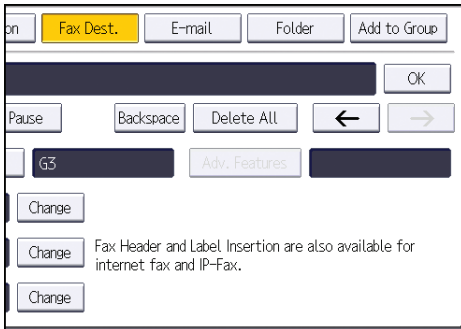 on Fax Dest. E-mail Folder Add to Group
OK
Pause Backspace Delete All ← →
G3 Adv. Features
Change
Change Fax Header and Label Insertion are also available for
internet fax and IP-Fax.
Change